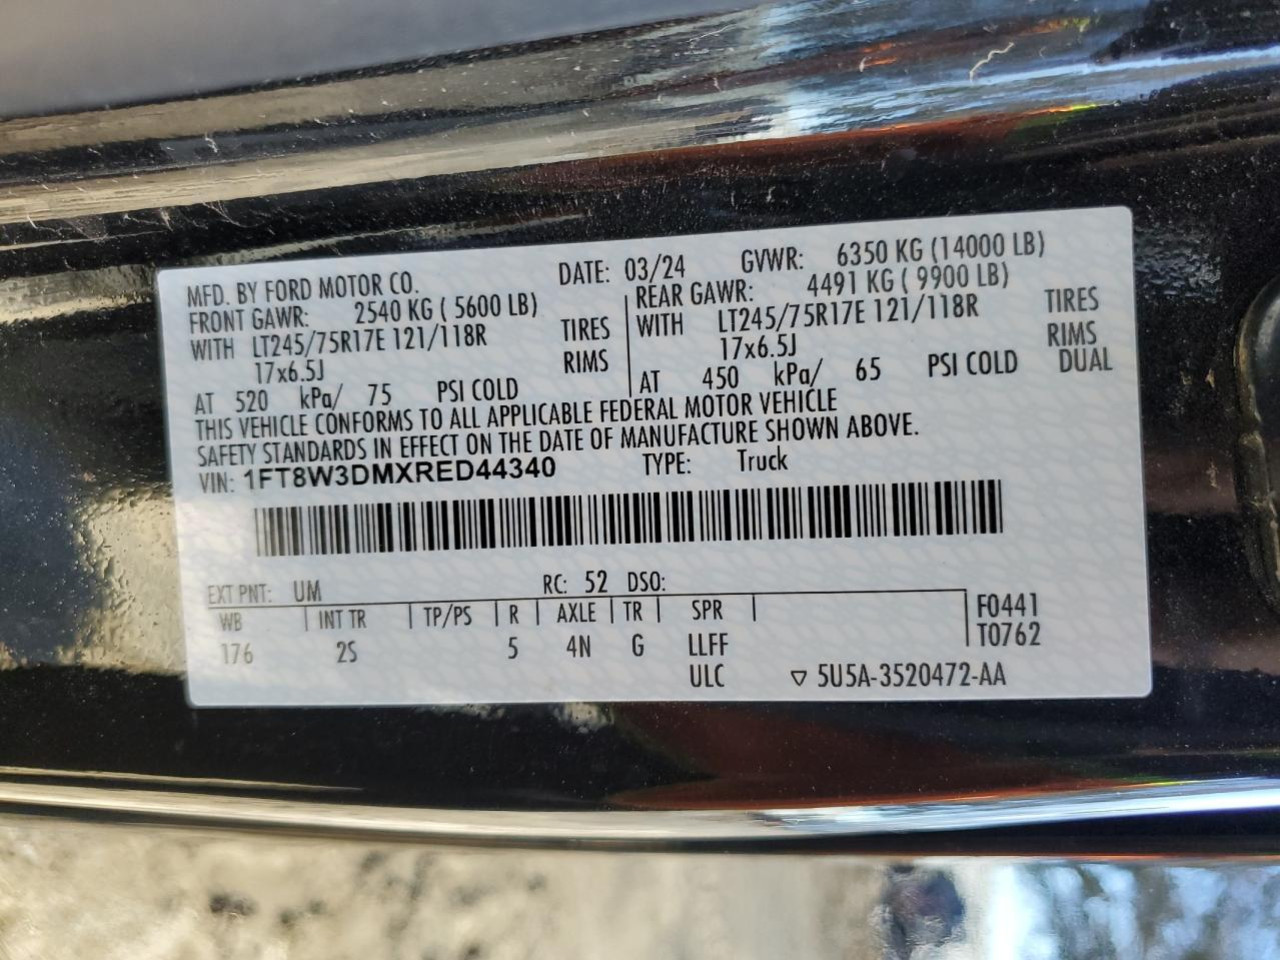 MFD. BY FORD MOTOR CO. DATE: 03/24 GVWR: 6350 KG (14000 LB)
FRONT GAWR: 2540 KG ( 5600 LB) REAR GAWR: 4491 KG ( 9900 LB)
WITH LT245/75R17E 121/118R TIRES WITH LT245/75R17E 121/118R TIRES
17x6.5J RIMS 17x6.5J RIMS
AT 520 kPa/ 75 PSI COLD AT 450 kPa/ 65 PSI COLD DUAL
THIS VEHICLE CONFORMS TO ALL APPLICABLE FEDERAL MOTOR VEHICLE
SAFETY STANDARDS IN EFFECT ON THE DATE OF MANUFACTURE SHOWN ABOVE.
VIN: 1FT8W3DMXRED44340 TYPE: Truck
EXT PNT: UM RC: 52 DSO:
WB INT TR TP/PS R AXLE TR SPR F0441
176 2S 5 4N G LLFF T0762
ULC ▽ 5U5A-3520472-AA